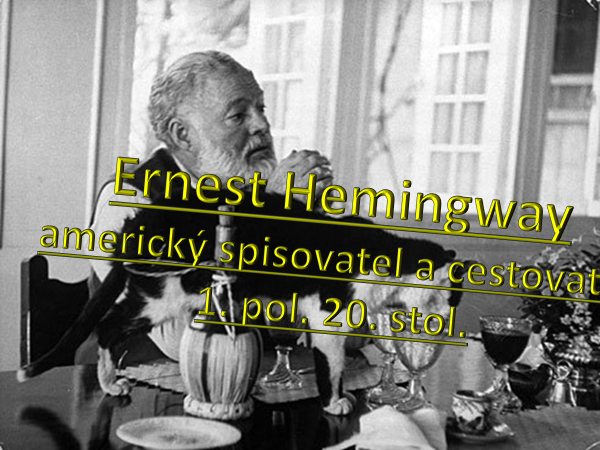 Ernest Hemingway
americký spisovatel a cestovat
1. pol. 20. stol.